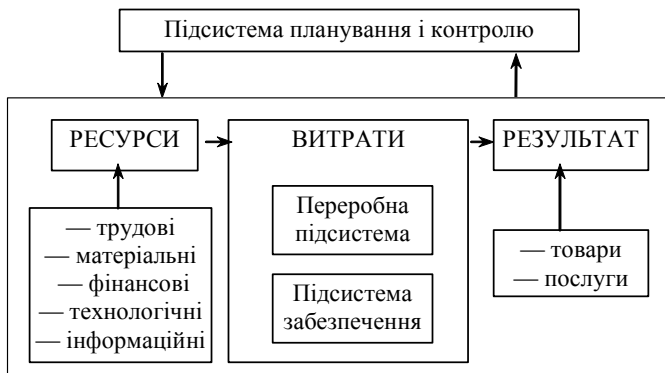 Підсистема планування і контролю
РЕСУРСИ
ВИТРАТИ
РЕЗУЛЬТАТ
— трудові
— матеріальні
— фінансові
— технологічні
— інформаційні
Переробна
підсистема
Підсистема
забезпечення
— товари
— послуги